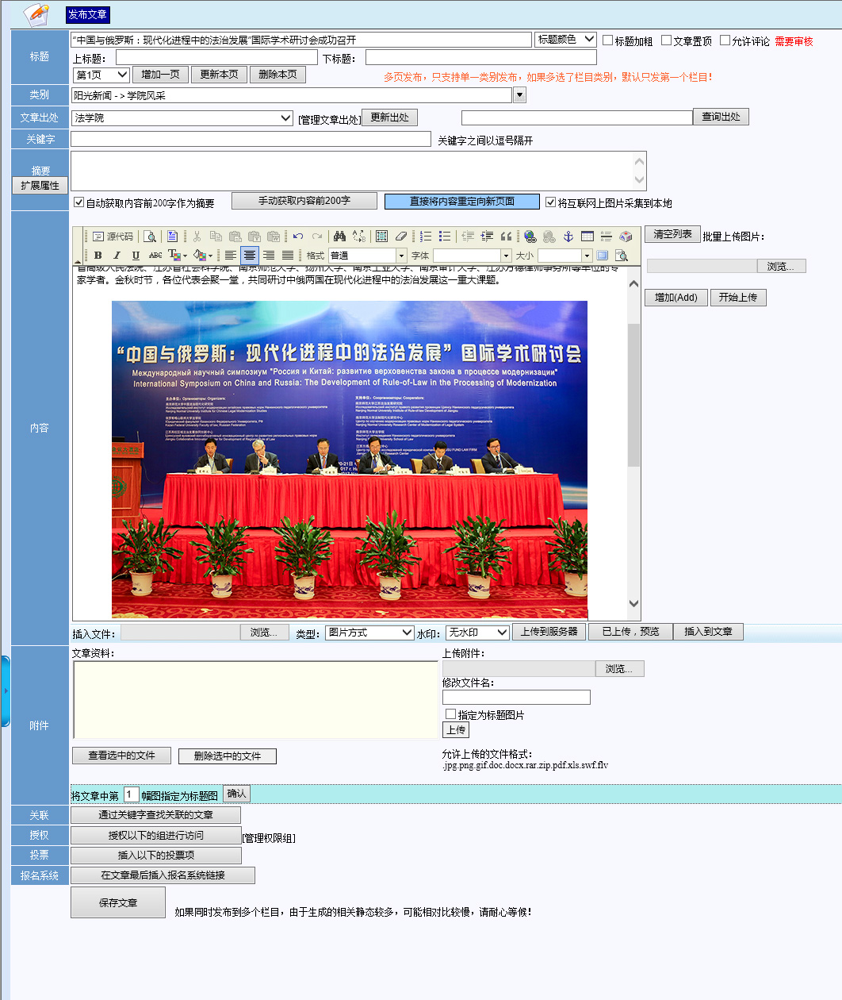 发布文章
标题
“中国与俄罗斯：现代化进程中的法治发展”国际学术研讨会成功召开
标题颜色
标题加粗
文章置顶
允许评论
需要审核
上标题：
下标题：
第1页
增加一页
更新本页
删除本页
多页发布，只支持单一类别发布，如果多选了栏目类别，默认只发第一个栏目！
类别
阳光新闻 -> 学院风采
文章出处
法学院
[管理文章出处]
更新出处
查询出处
关键字
关键字之间以逗号隔开
摘要
扩展属性
自动获取内容前200字作为摘要
手动获取内容前200字
直接将内容重定向新页面
将互联网上图片采集到本地
内容
源代码
B I U ABC
格式 普通
字体
大小
清空列表
批量上传图片：
浏览...
增加(Add)
开始上传
省高级人民法院、江苏省社会科学院、南京师范大学、扬州大学、南京工业大学、南京审计大学、江苏方德律师事务所等单位的专
家学者。金秋时节，各位代表会聚一堂，共同研讨中俄两国在现代化进程中的法治发展这一重大课题。
“中国与俄罗斯：现代化进程中的法治发展”国际学术研讨会
Международный научный симпозиум "Россия и Китай: развитие верховенства закона в процессе модернизации"
International Symposium on China and Russia: The Development of Rule-of-Law in the Processing of Modernization
插入文件：
浏览...
类型：
图片方式
水印：
无水印
上传到服务器
已上传，预览
插入到文章
附件
文章资料：
上传附件：
浏览...
修改文件名：
指定为标题图片
上传
查看选中的文件
删除选中的文件
允许上传的文件格式：
.jpg.png.gif.doc.docx.rar.zip.pdf.xls.swf.flv
将文章中第 1 幅图指定为标题图
确认
关联
通过关键字查找关联的文章
授权
授权以下的组进行访问
[管理权限组]
投票
插入以下的投票项
报名系统
在文章最后插入报名系统链接
保存文章
如果同时发布到多个栏目，由于生成的相关静态较多，可能相对比较慢，请耐心等候！